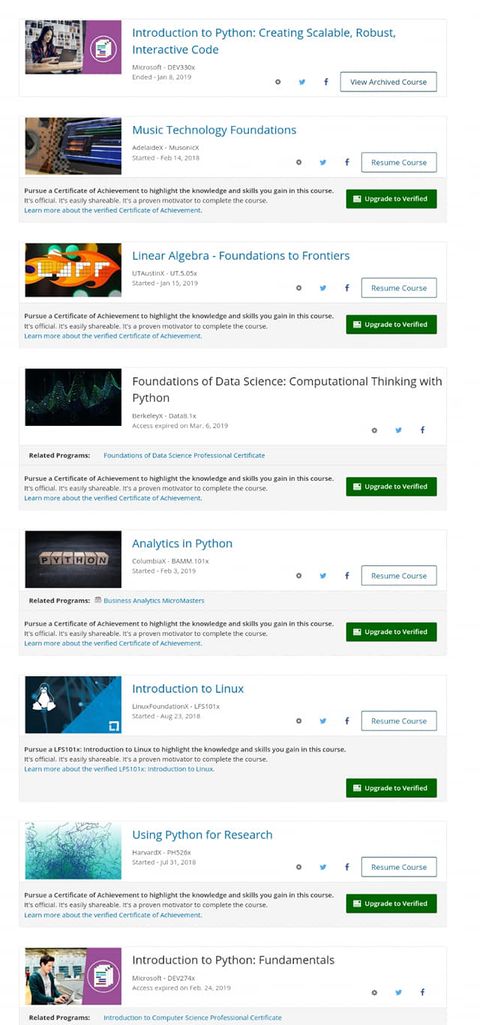 Introduction to Python: Creating Scalable, Robust,
Interactive Code
Microsoft - DEV330x
Ended - Jan 8, 2019
View Archived Course
Music Technology Foundations
AdelaideX - MusonicX
Started - Feb 14, 2018
Resume Course
Pursue a Certificate of Achievement to highlight the knowledge and skills you gain in this course.
It's official. It's easily shareable. It's a proven motivator to complete the course.
Learn more about the verified Certificate of Achievement.
Upgrade to Verified
LAFF
Linear Algebra - Foundations to Frontiers
UTAustinX - UT.5.05x
Started - Jan 15, 2019
Resume Course
Pursue a Certificate of Achievement to highlight the knowledge and skills you gain in this course.
It's official. It's easily shareable. It's a proven motivator to complete the course.
Learn more about the verified Certificate of Achievement.
Upgrade to Verified
Foundations of Data Science: Computational Thinking with
Python
BerkeleyX - Data8.1x
Access expired on Mar. 6, 2019
Related Programs: Foundations of Data Science Professional Certificate
Pursue a Certificate of Achievement to highlight the knowledge and skills you gain in this course.
It's official. It's easily shareable. It's a proven motivator to complete the course.
Learn more about the verified Certificate of Achievement.
Upgrade to Verified
PYTHON
Analytics in Python
ColumbiaX - BAMM.101x
Started - Feb 3, 2019
Resume Course
Related Programs: Business Analytics MicroMasters
Pursue a Certificate of Achievement to highlight the knowledge and skills you gain in this course.
It's official. It's easily shareable. It's a proven motivator to complete the course.
Learn more about the verified Certificate of Achievement.
Upgrade to Verified
Introduction to Linux
LinuxFoundationX - LFS101x
Started - Aug 23, 2018
Resume Course
Pursue a LFS101x: Introduction to Linux to highlight the knowledge and skills you gain in this course.
It's official. It's easily shareable. It's a proven motivator to complete the course.
Learn more about the verified LFS101x: Introduction to Linux.
Upgrade to Verified
Using Python for Research
HarvardX - PH526x
Started - Jul 31, 2018
Resume Course
Pursue a Certificate of Achievement to highlight the knowledge and skills you gain in this course.
It's official. It's easily shareable. It's a proven motivator to complete the course.
Learn more about the verified Certificate of Achievement.
Upgrade to Verified
Introduction to Python: Fundamentals
Microsoft - DEV274x
Access expired on Feb. 24, 2019
Related Programs: Introduction to Computer Science Professional Certificate